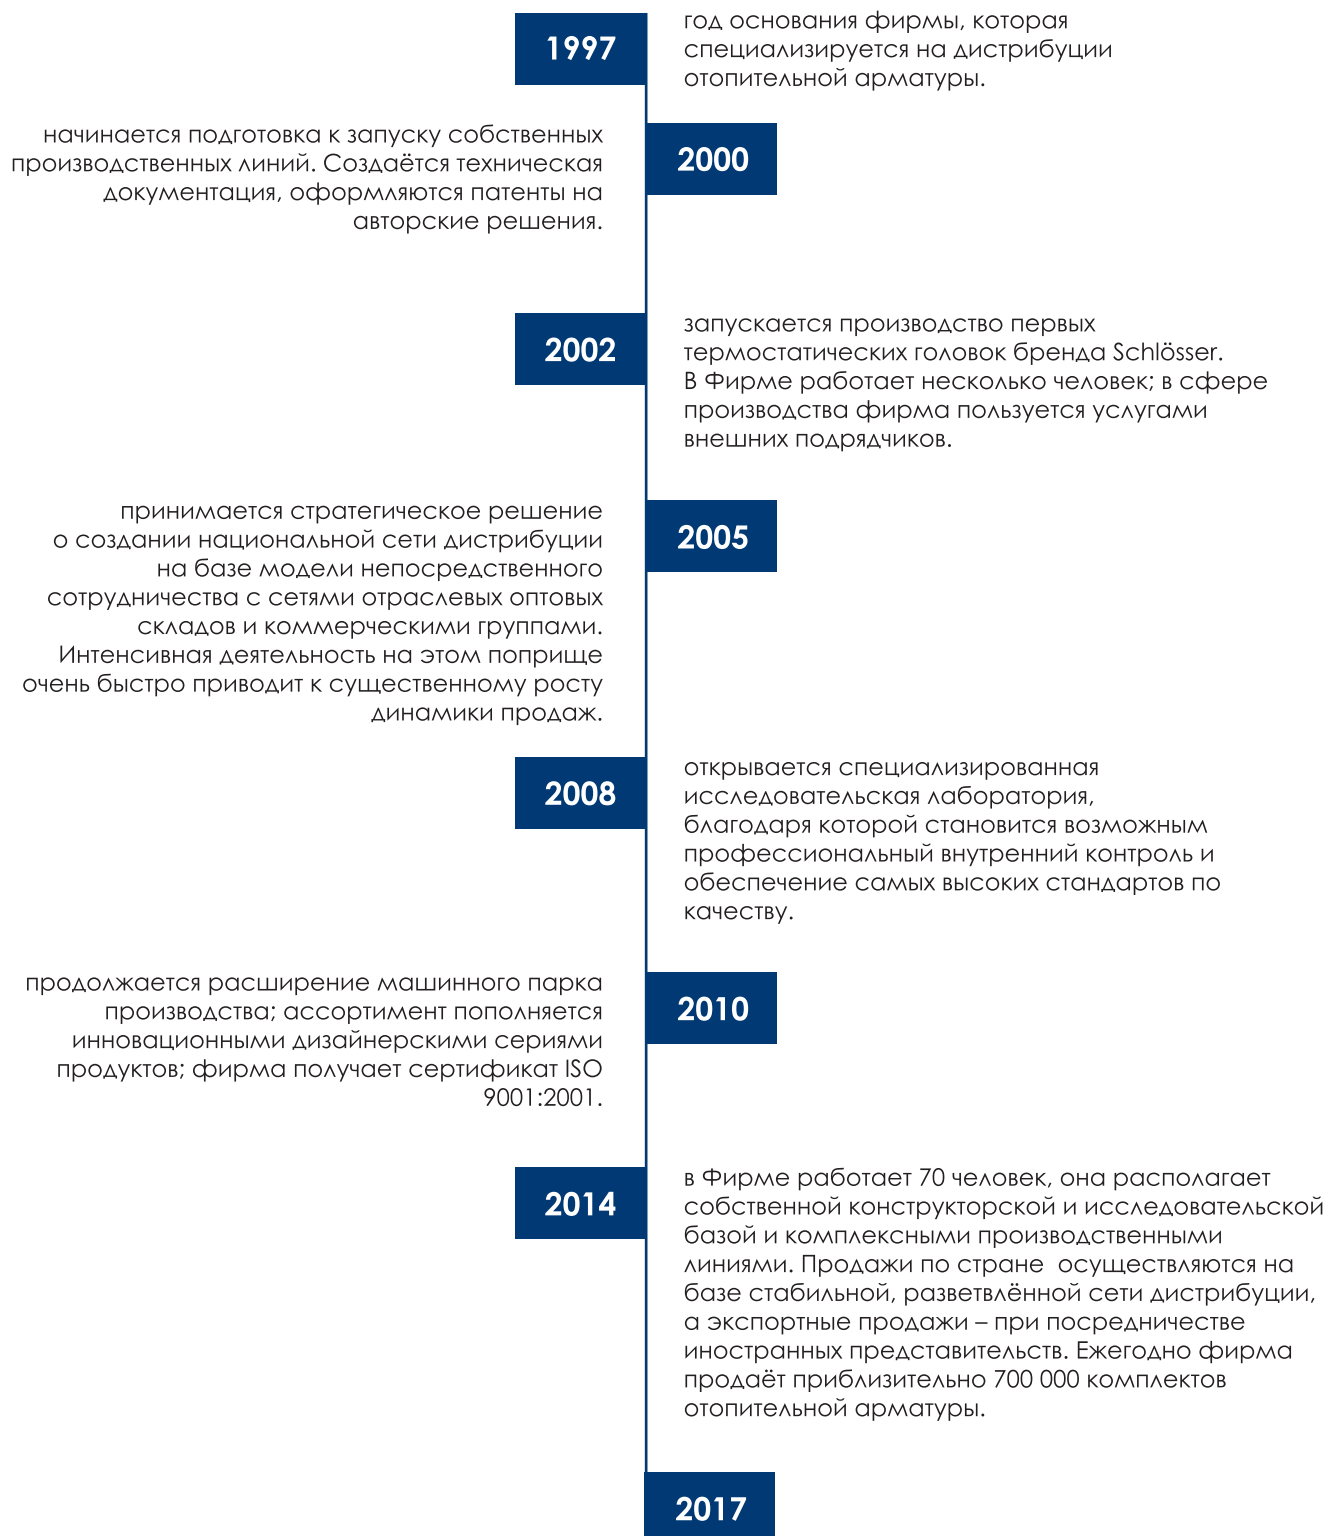 1997
год основания фирмы, которая
специализируется на дистрибуции
отопительной арматуры.
2000
начинается подготовка к запуску собственных
производственных линий. Создаётся техническая
документация, оформляются патенты на
авторские решения.
2002
запускается производство первых
термостатических головок бренда Schlösser.
В Фирме работает несколько человек; в сфере
производства фирма пользуется услугами
внешних подрядчиков.
2005
принимается стратегическое решение
о создании национальной сети дистрибуции
на базе модели непосредственного
сотрудничества с сетями отраслевых оптовых
складов и коммерческими группами.
Интенсивная деятельность на этом поприще
очень быстро приводит к существенному росту
динамики продаж.
2008
открывается специализированная
исследовательская лаборатория,
благодаря которой становится возможным
профессиональный внутренний контроль и
обеспечение самых высоких стандартов по
качеству.
2010
продолжается расширение машинного парка
производства; ассортимент пополняется
инновационными дизайнерскими сериями
продуктов; фирма получает сертификат ISO
9001:2001.
2014
в Фирме работает 70 человек, она располагает
собственной конструкторской и исследовательской
базой и комплексными производственными
линиями. Продажи по стране  осуществляются на
базе стабильной, разветвлённой сети дистрибуции,
а экспортные продажи – при посредничестве
иностранных представительств. Ежегодно фирма
продаёт приблизительно 700 000 комплектов
отопительной арматуры.
2017